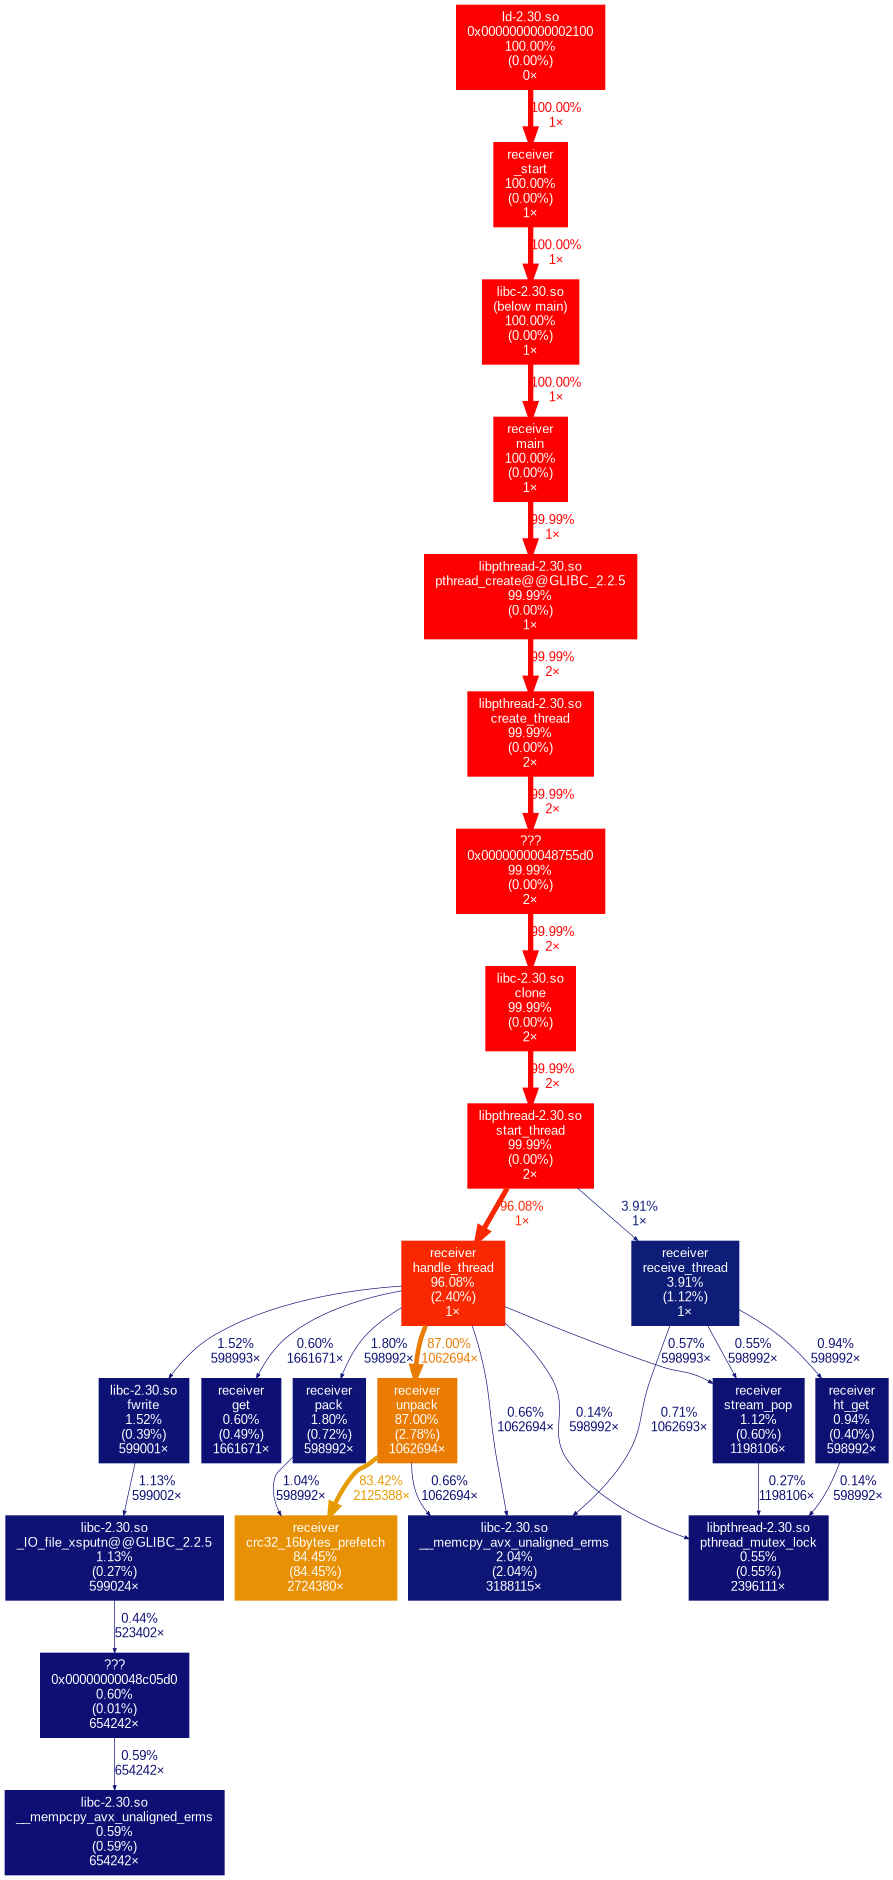 ld-2.30.so
0x0000000000002100
100.00%
(0.00%)
0×
100.00%
1×
receiver
_start
100.00%
(0.00%)
1×
100.00%
1×
libc-2.30.so
(below main)
100.00%
(0.00%)
1×
100.00%
1×
receiver
main
100.00%
(0.00%)
1×
99.99%
1×
libpthread-2.30.so
pthread_create@@GLIBC_2.2.5
99.99%
(0.00%)
1×
99.99%
2×
libpthread-2.30.so
create_thread
99.99%
(0.00%)
2×
99.99%
2×
???
0x00000000048755d0
99.99%
(0.00%)
2×
99.99%
2×
libc-2.30.so
clone
99.99%
(0.00%)
2×
99.99%
2×
libpthread-2.30.so
start_thread
99.99%
(0.00%)
2×
96.08%
1×
3.91%
1×
receiver
handle_thread
96.08%
(2.40%)
1×
receiver
receive_thread
3.91%
(1.12%)
1×
1.52%
598993×
0.60%
1661671×
1.80%
598992×
87.00%
1062694×
0.66%
1062694×
0.14%
598992×
0.57%
598993×
0.71%
1062693×
0.55%
598992×
0.94%
598992×
libc-2.30.so
fwrite
1.52%
(0.39%)
599001×
receiver
get
0.60%
(0.49%)
1661671×
receiver
pack
1.80%
(0.72%)
598992×
receiver
unpack
87.00%
(2.78%)
1062694×
receiver
stream_pop
1.12%
(0.60%)
1198106×
receiver
ht_get
0.94%
(0.40%)
598992×
1.13%
599002×
1.04%
598992×
83.42%
2125388×
0.66%
1062694×
0.27%
1198106×
0.14%
598992×
libc-2.30.so
_IO_file_xsputn@@GLIBC_2.2.5
1.13%
(0.27%)
599024×
receiver
crc32_16bytes_prefetch
84.45%
(84.45%)
2724380×
libc-2.30.so
__memcpy_avx_unaligned_erms
2.04%
(2.04%)
3188115×
libpthread-2.30.so
pthread_mutex_lock
0.55%
(0.55%)
2396111×
0.44%
523402×
???
0x00000000048c05d0
0.60%
(0.01%)
654242×
0.59%
654242×
libc-2.30.so
__mempcpy_avx_unaligned_erms
0.59%
(0.59%)
654242×